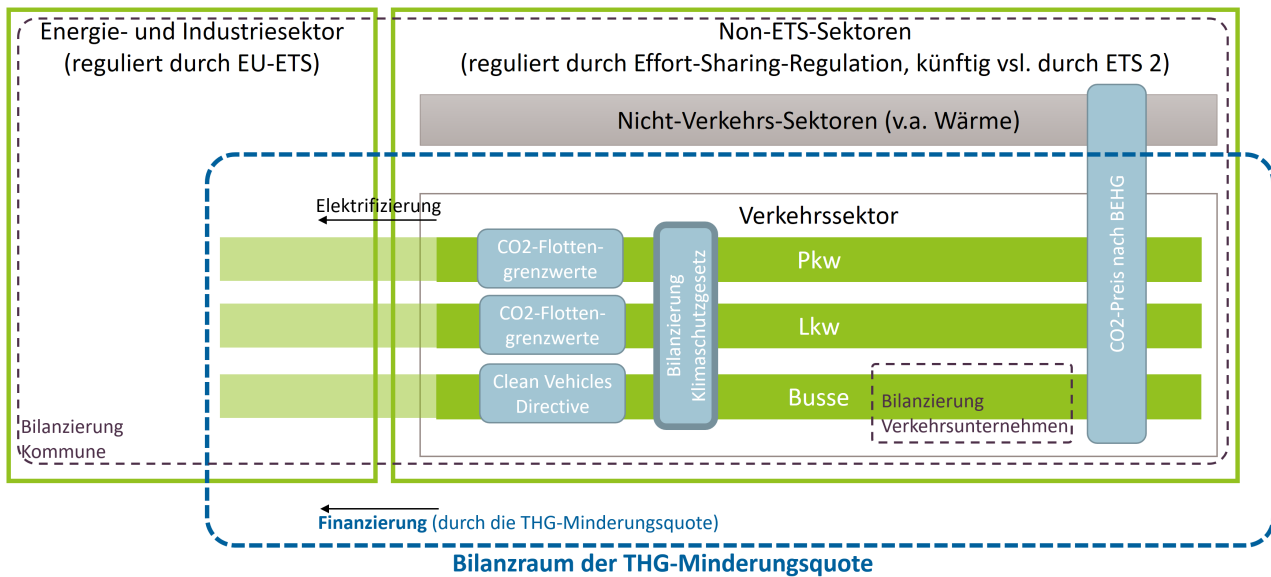 Energie- und Industriesektor
(reguliert durch EU-ETS)
Non-ETS-Sektoren
(reguliert durch Effort-Sharing-Regulation, künftig vsl. durch ETS 2)
Nicht-Verkehrs-Sektoren (v.a. Wärme)
CO2-Preis nach BEHG
Elektrifizierung
Verkehrssektor
CO2-Flotten-
grenzwerte
Pkw
Bilanzierung
Klimaschutzgesetz
CO2-Flotten-
grenzwerte
Lkw
Clean Vehicles
Directive
Busse
Bilanzierung
Verkehrsunternehmen
Bilanzierung
Kommune
Finanzierung (durch die THG-Minderungsquote)
Bilanzraum der THG-Minderungsquote